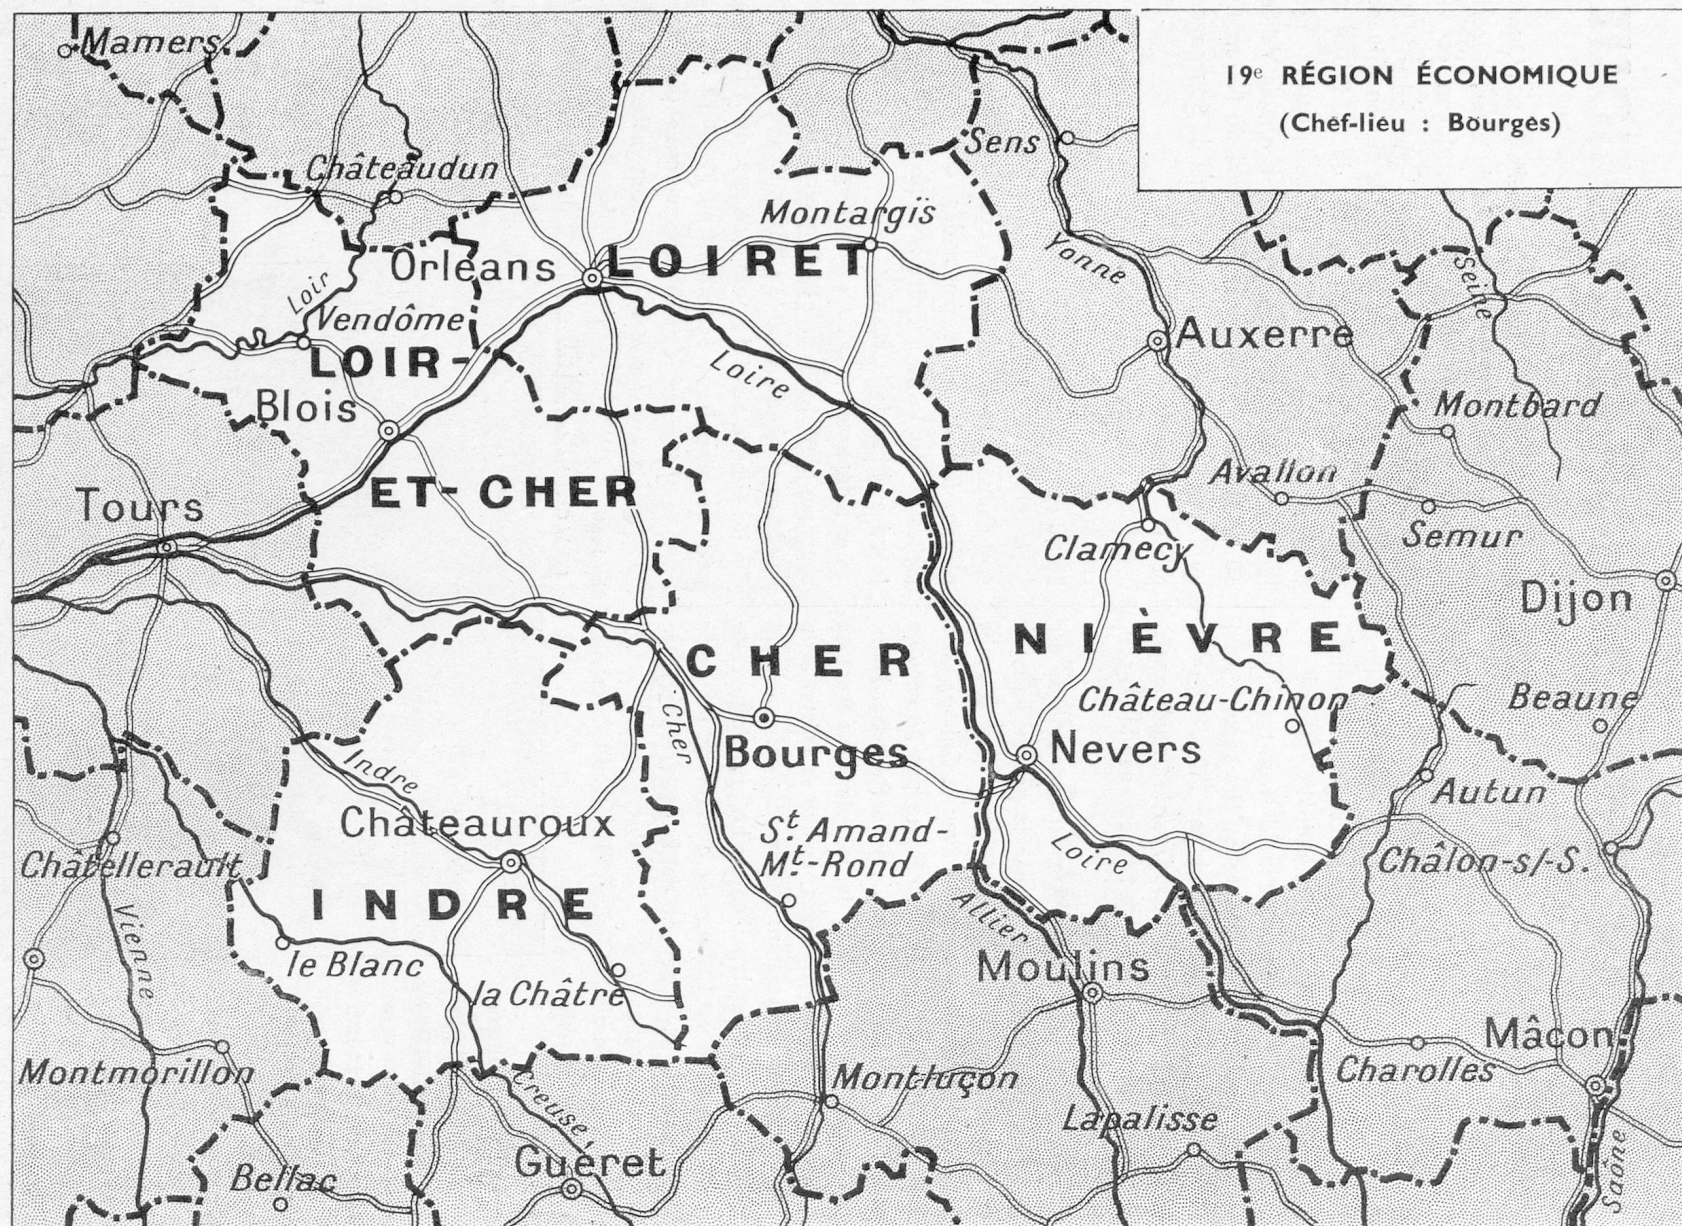 19e RÉGION ÉCONOMIQUE
(Chef-lieu : Bourges)
Mamers
Châteaudun
Sens
Montargis
Orléans
LOIRET
Yonne
Seine
Loir
Vendôme
Auxerre
LOIR-
Loire
Blois
Montbard
Avallon
ET-CHER
Tours
Semur
Clamecy
Dijon
NIÈVRE
CHER
Château-Chinon
Beaune
Cher
Bourges
Nevers
Indre
Autun
Châteauroux
St. Amand-
Mt.-Rond
Loire
Châtellerault
Châlon-s/-S.
INDRE
Vienne
Allier
le Blanc
Moulins
la Châtre
Mâcon
Montmorillon
Montluçon
Charolles
Creuse
Lapalisse
Guéret
Bellac
Saône